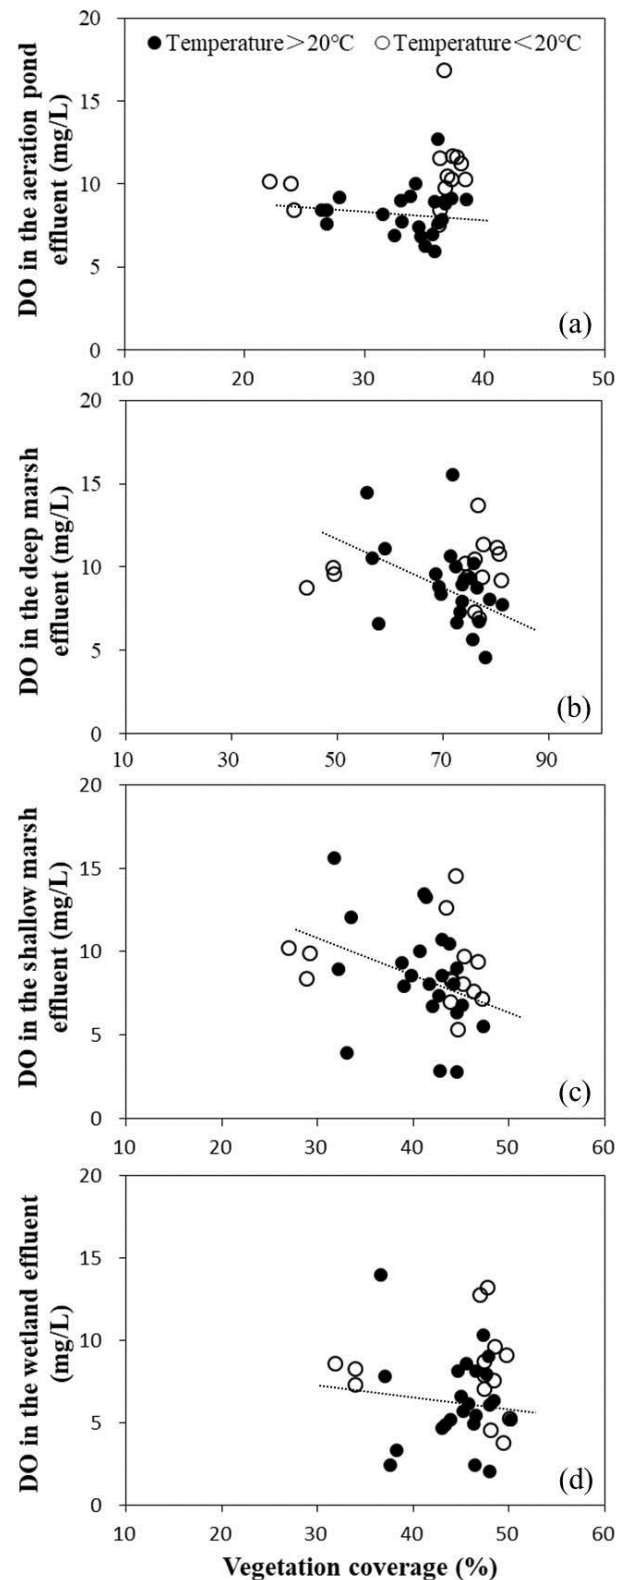 DO in the aeration pond
effluent (mg/L)
Temperature＞20℃ Temperature＜20℃
20
15
10
5
0
(a)
10 20 30 40 50
DO in the deep marsh
effluent (mg/L)
20
15
10
5
0
(b)
10 30 50 70 90
DO in the shallow marsh
effluent (mg/L)
20
15
10
5
0
(c)
10 20 30 40 50 60
DO in the wetland effluent
(mg/L)
20
15
10
5
0
(d)
10 20 30 40 50 60
Vegetation coverage (%)